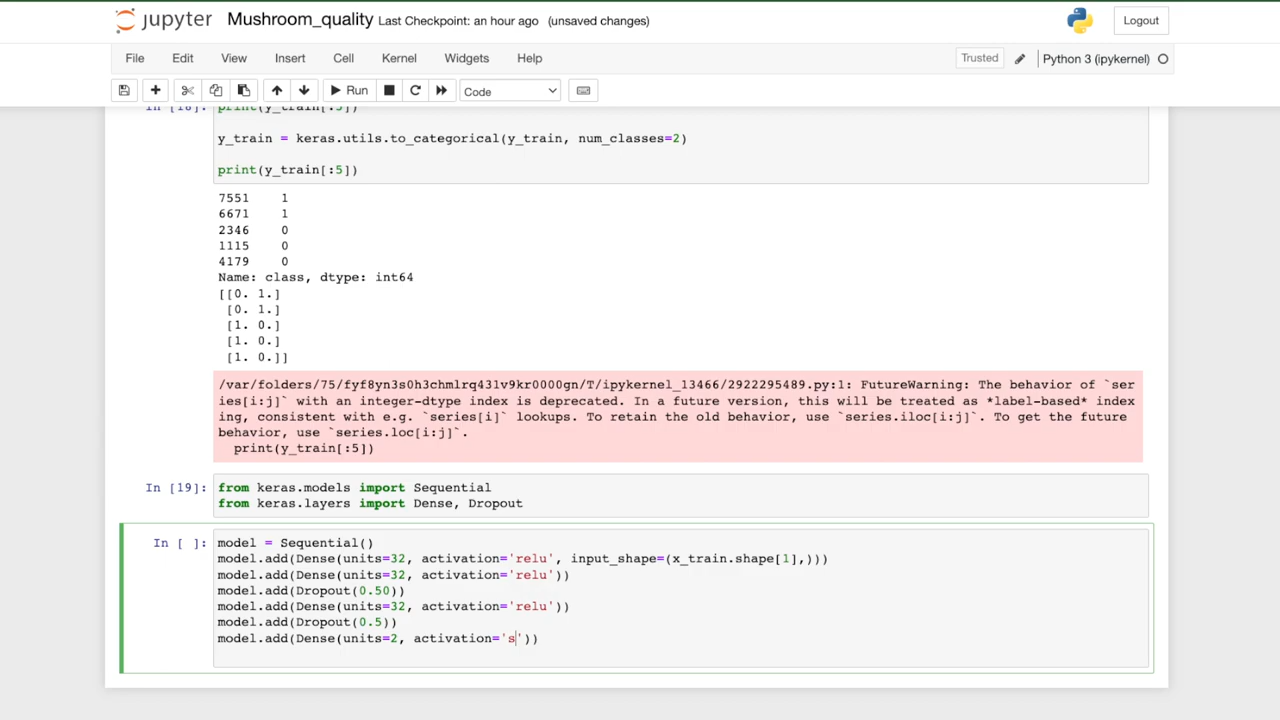 jupyter Mushroom_quality Last Checkpoint: an hour ago (unsaved changes) Logout
File Edit View Insert Cell Kernel Widgets Help Trusted Python 3 (ipykernel)
Run Code
In [18]: print(y_train[:5])
y_train = keras.utils.to_categorical(y_train, num_classes=2)
print(y_train[:5])
7551 1
6671 1
2346 0
1115 0
4179 0
Name: class, dtype: int64
[[0. 1.]
[0. 1.]
[1. 0.]
[1. 0.]
[1. 0.]]
/var/folders/75/fyf8yn3s0h3chmlrq431v9kr0000gn/T/ipykernel_13466/2922295489.py:1: FutureWarning: The behavior of `ser
ies[i:j]` with an integer-dtype index is deprecated. In a future version, this will be treated as *label-based* index
ing, consistent with e.g. `series[i]` lookups. To retain the old behavior, use `series.iloc[i:j]`. To get the future
behavior, use `series.loc[i:j]`.
print(y_train[:5])
In [19]: from keras.models import Sequential
from keras.layers import Dense, Dropout
In [ ]: model = Sequential()
model.add(Dense(units=32, activation='relu', input_shape=(x_train.shape[1],)))
model.add(Dense(units=32, activation='relu'))
model.add(Dropout(0.50))
model.add(Dense(units=32, activation='relu'))
model.add(Dropout(0.5))
model.add(Dense(units=2, activation='s'))